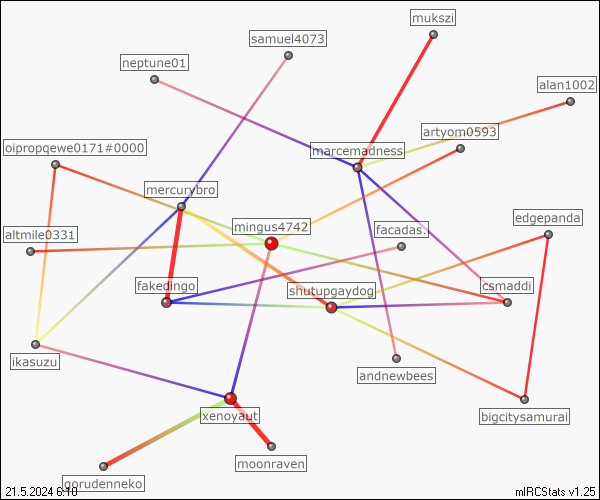 mukszi
samuel4073
neptune01
alan1002
artyom0593
oipropqewe0171#0000
marcemadness
mercurybro
edgepanda
mingus4742
facadas.
altmile0331
fakedingo
shutupgaydog
csmaddi
ikasuzu
andnewbees
xenoyaut
bigcitysamurai
moonraven
gorudenneko
21.5.2024 6:10
mIRCStats v1.25